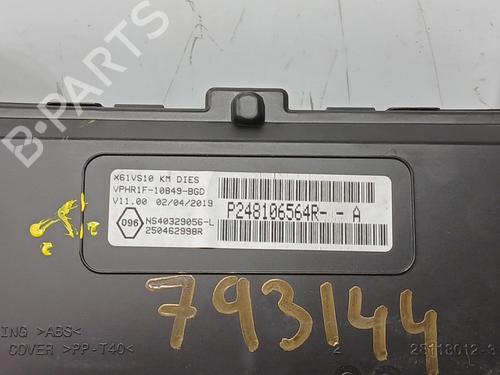 B-PARTS
X61VS10 KM DIES
VPHR1F-10849-BGD
V11.00 02/04/2019
096
NS40329056-L
250462998R
P248106564R- - A
793144
ING >ABS<
COVER >PP-T40<
2
28118012-3